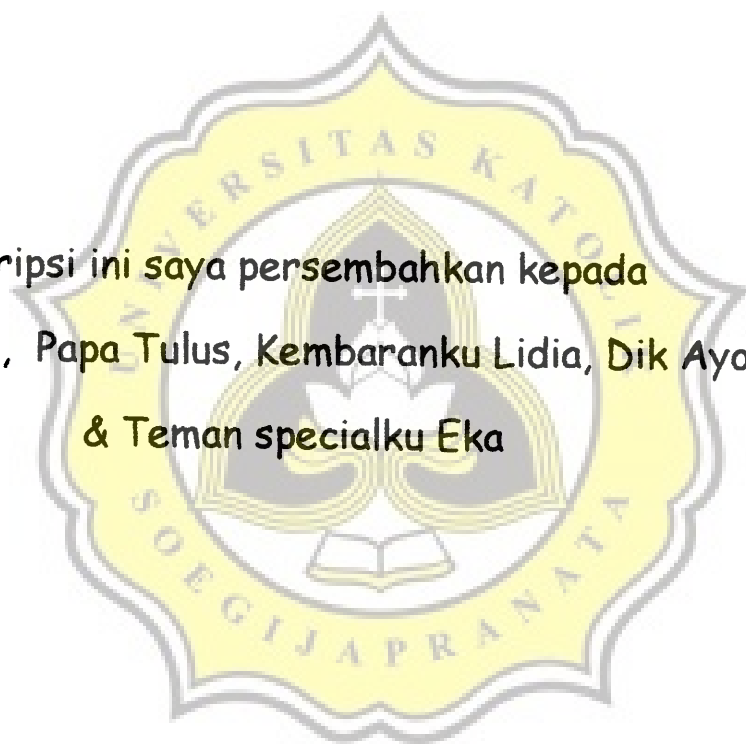 ripsi ini saya persembahkan kepada
, Papa Tulus, Kembaranku Lidia, Dik Ayo
& Teman specialku Eka
UNIVERSITAS KATOLIK
SOEGIJAPRANATA